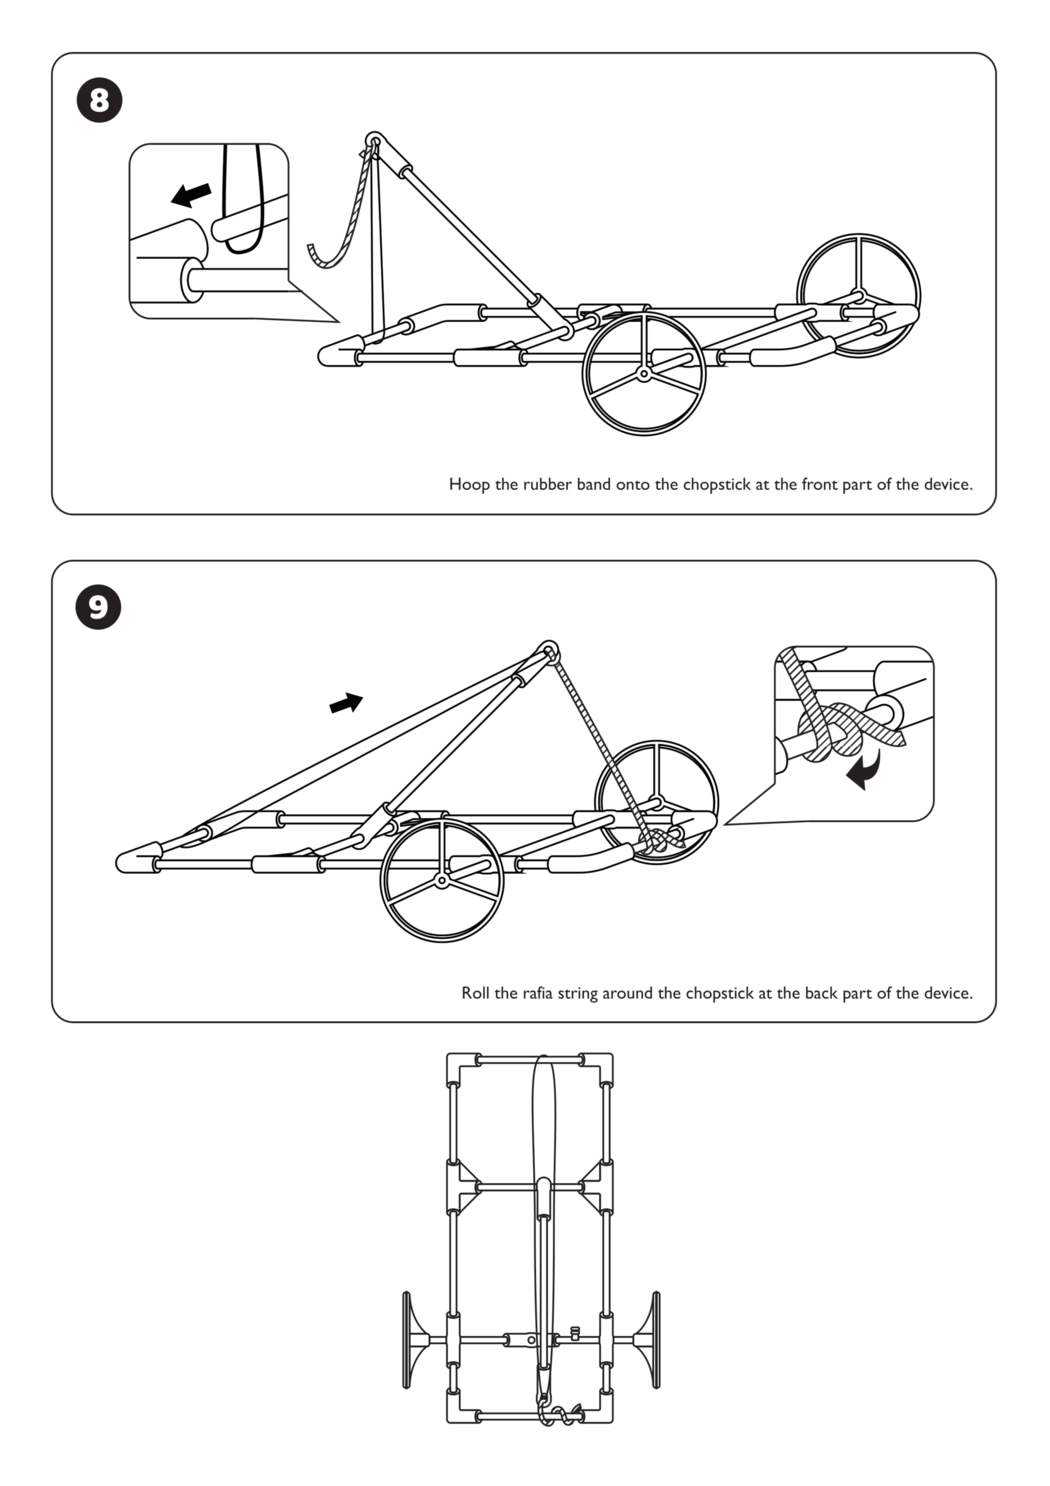 8
Hoop the rubber band onto the chopstick at the front part of the device.
9
Roll the rafia string around the chopstick at the back part of the device.